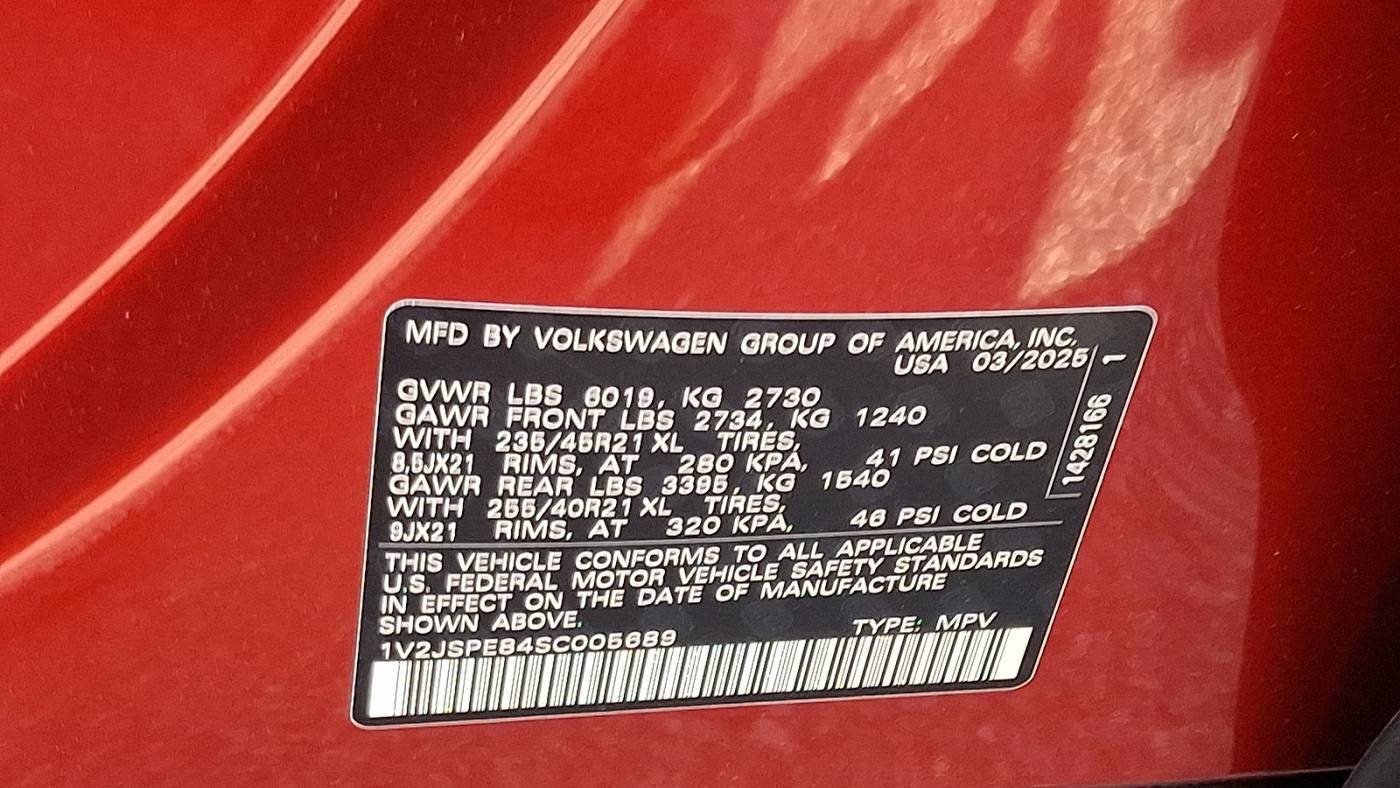 MFD BY VOLKSWAGEN GROUP OF AMERICA, INC.
USA 03/2025
GVWR LBS 6019, KG 2730
GAWR FRONT LBS 2734, KG 1240
WITH 235/45R21 XL TIRES,
8.5JX21 RIMS, AT 280 KPA, 41 PSI COLD
GAWR REAR LBS 3395, KG 1540
WITH 255/40R21 XL TIRES,
9JX21 RIMS, AT 320 KPA, 46 PSI COLD
THIS VEHICLE CONFORMS TO ALL APPLICABLE
U.S. FEDERAL MOTOR VEHICLE SAFETY STANDARDS
IN EFFECT ON THE DATE OF MANUFACTURE
SHOWN ABOVE.
1V2JSPE84SC005689 TYPE: MPV
1428166 1